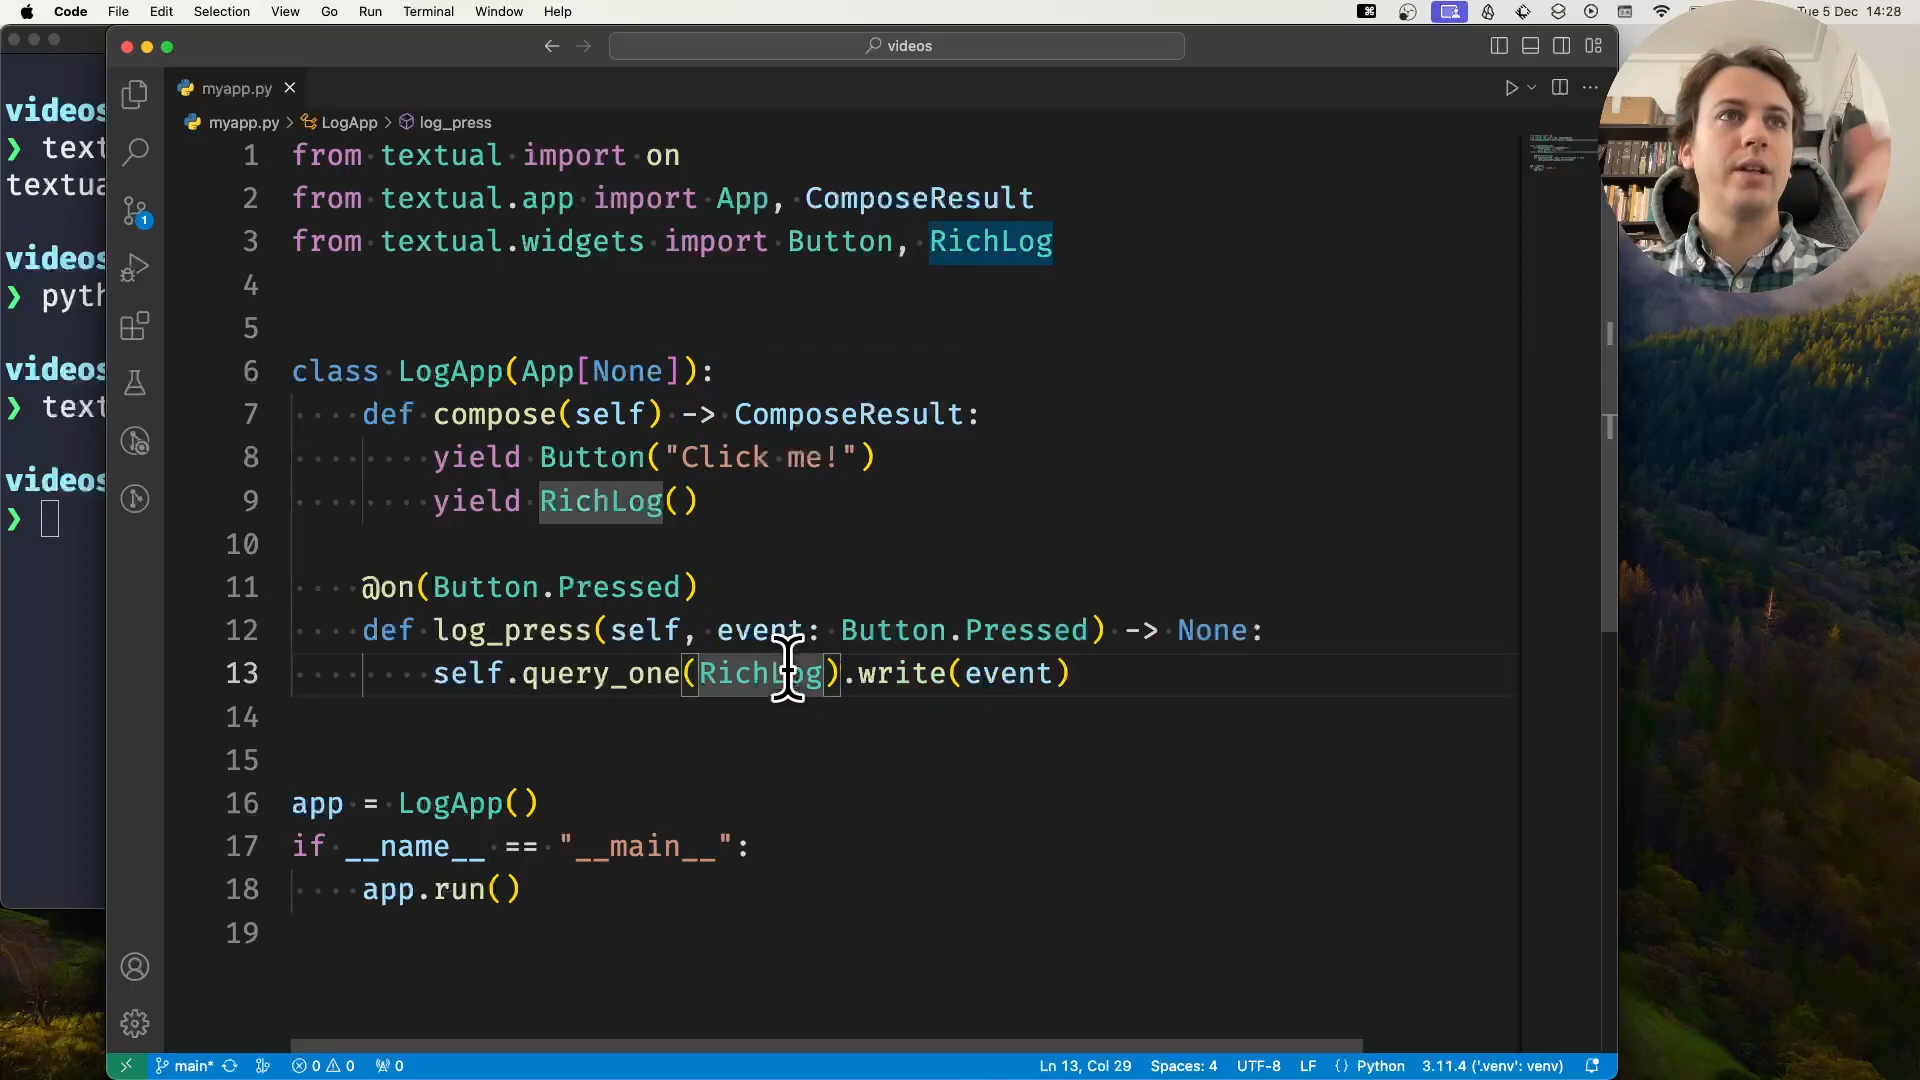 Code File Edit Selection View Go Run Terminal Window Help
Tue 5 Dec 14:28
videos
myapp.py
myapp.py > LogApp > log_press
videos
❯ text
textua
videos
❯ pyth
videos
❯ text
videos
❯
1 from textual import on
2 from textual.app import App, ComposeResult
3 from textual.widgets import Button, RichLog
4
5
6 class LogApp(App[None]):
7 def compose(self) -> ComposeResult:
8 yield Button("Click me!")
9 yield RichLog()
10
11 @on(Button.Pressed)
12 def log_press(self, event: Button.Pressed) -> None:
13 self.query_one(RichLog).write(event)
14
15
16 app = LogApp()
17 if __name__ == "__main__":
18 app.run()
19
1
main* 0 0 0
Ln 13, Col 29 Spaces: 4 UTF-8 LF {} Python 3.11.4 ('.venv': venv)